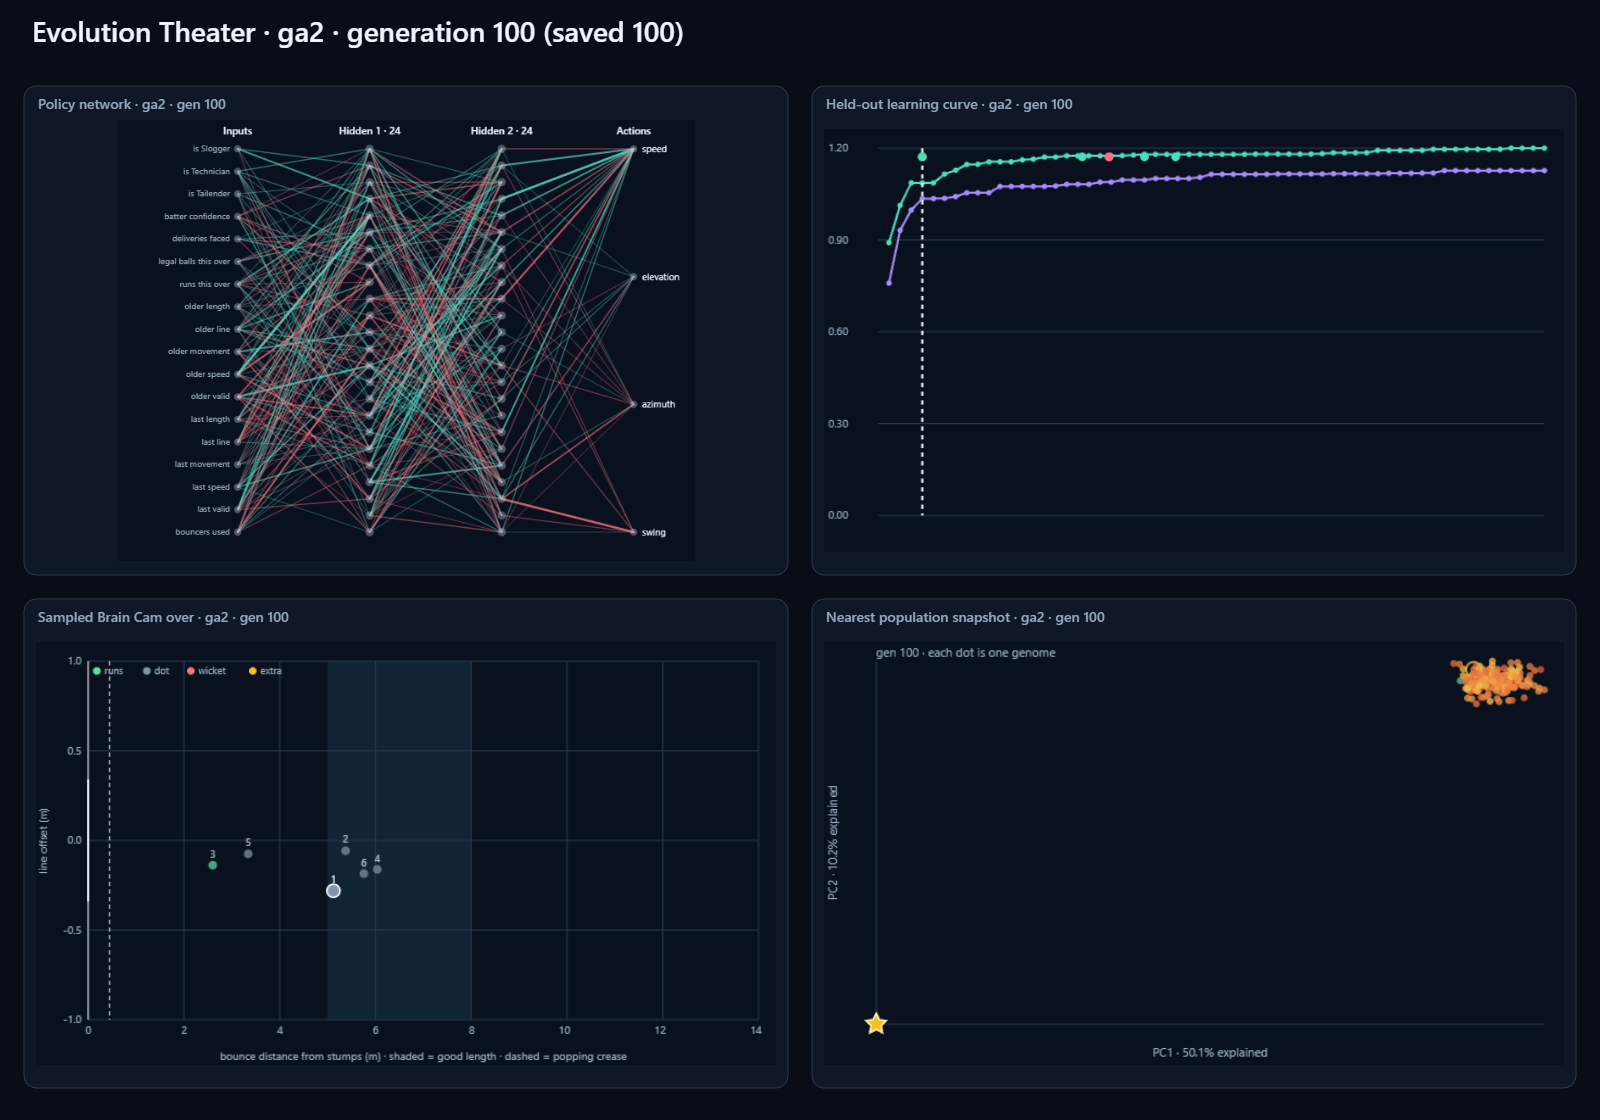 Evolution Theater · ga2 · generation 100 (saved 100)
Policy network · ga2 · gen 100
Inputs
Hidden 1 · 24
Hidden 2 · 24
Actions
is Slogger
is Technician
is Tailender
batter confidence
deliveries faced
legal balls this over
runs this over
older length
older line
older movement
older speed
older valid
last length
last line
last movement
last speed
last valid
bouncers used
speed
elevation
azimuth
swing
Held-out learning curve · ga2 · gen 100
1.20
0.90
0.60
0.30
0.00
Sampled Brain Cam over · ga2 · gen 100
runs
dot
wicket
extra
1.0
0.5
0.0
-0.5
-1.0
line offset (m)
3
5
2
6
4
1
0
2
4
6
8
10
12
14
bounce distance from stumps (m) · shaded = good length · dashed = popping crease
Nearest population snapshot · ga2 · gen 100
gen 100 · each dot is one genome
PC2 · 10.2% explained
PC1 · 50.1% explained